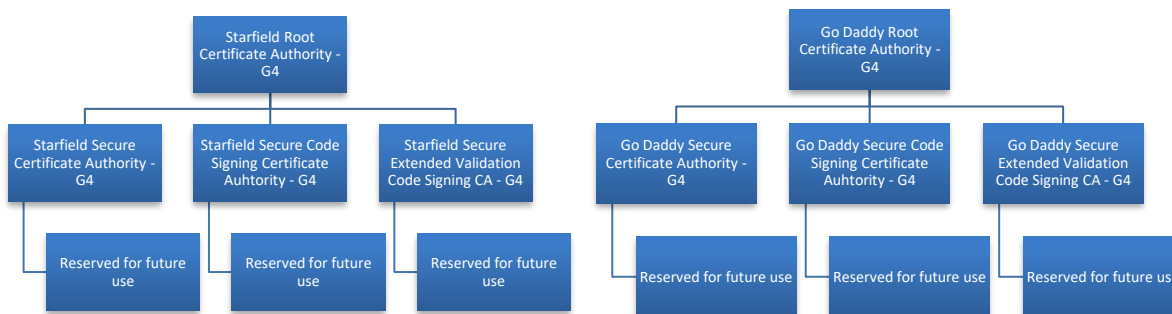 Starfield Root
Certificate Authority -
G4
Starfield Secure
Certificate Authority -
G4
Starfield Secure Code
Signing Certificate
Auhtority - G4
Starfield Secure
Extended Validation
Code Signing CA - G4
Reserved for future
use
Reserved for future
use
Reserved for future
use
Go Daddy Root
Certificate Authority -
G4
Go Daddy Secure
Certificate Authority -
G4
Go Daddy Secure Code
Signing Certificate
Auhtority - G4
Go Daddy Secure
Extended Validation
Code Signing CA - G4
Reserved for future use
Reserved for future use
Reserved for future us